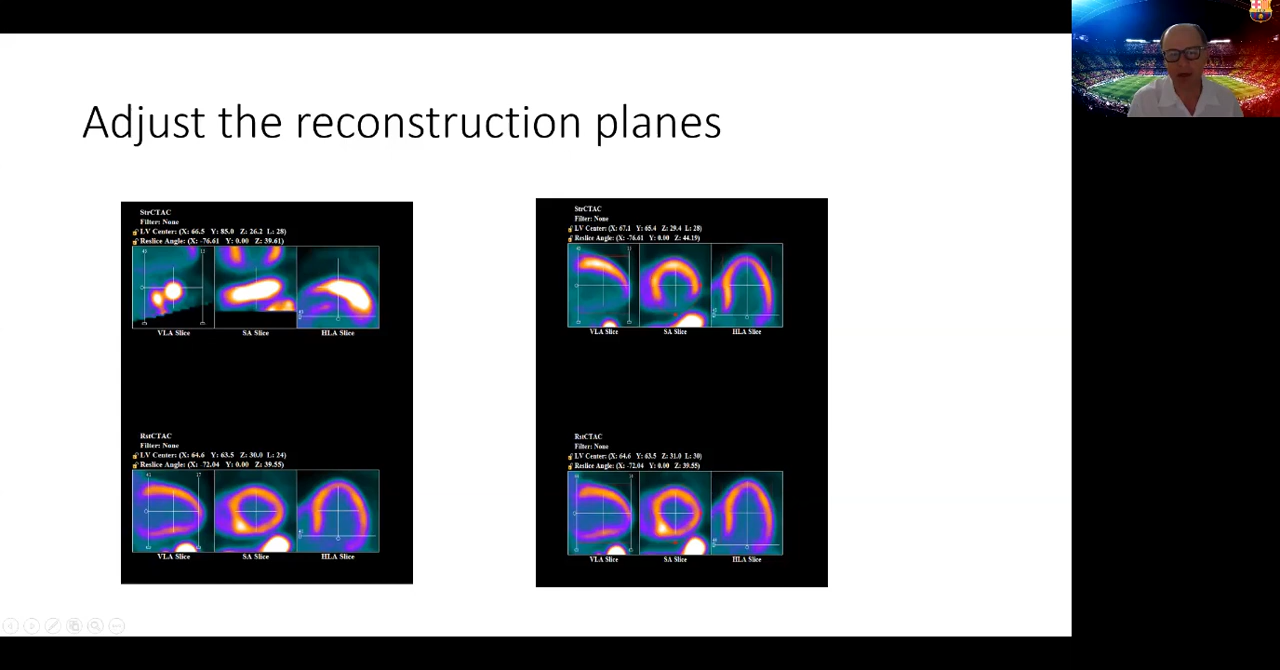 Adjust the reconstruction planes
StrCTAC
Filter: None
LV Center: (X: 66.5 Y: 85.0 Z: 26.2 L: 28)
Reslice Angle: (X: -76.61 Y: 0.00 Z: 39.61)
VLA Slice SA Slice HLA Slice
RstCTAC
Filter: None
LV Center: (X: 64.6 Y: 63.5 Z: 30.0 L: 24)
Reslice Angle: (X: -72.04 Y: 0.00 Z: 39.55)
VLA Slice SA Slice HLA Slice
StrCTAC
Filter: None
LV Center: (X: 67.1 Y: 65.4 Z: 29.4 L: 28)
Reslice Angle: (X: -76.61 Y: 0.00 Z: 44.19)
VLA Slice SA Slice HLA Slice
RstCTAC
Filter: None
LV Center: (X: 64.6 Y: 63.5 Z: 31.0 L: 30)
Reslice Angle: (X: -72.04 Y: 0.00 Z: 39.55)
VLA Slice SA Slice HLA Slice